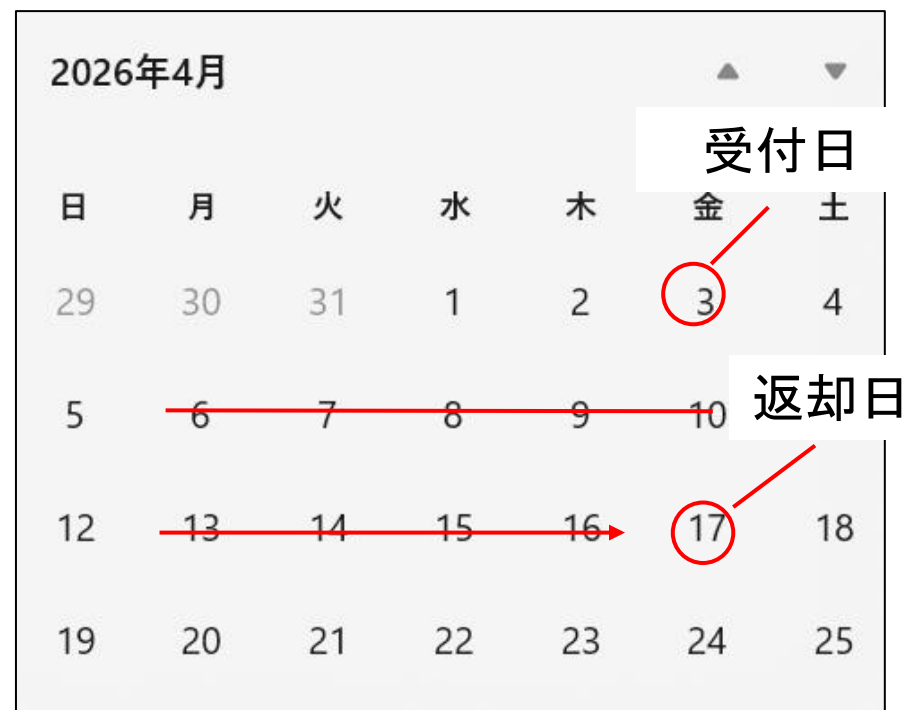 2026年4月 ▲ ▼
受付日
日 月 火 水 木 金 土
29 30 31 1 2 3 4
5 6 7 8 9 10
返却日
12 13 14 15 16 17 18
19 20 21 22 23 24 25